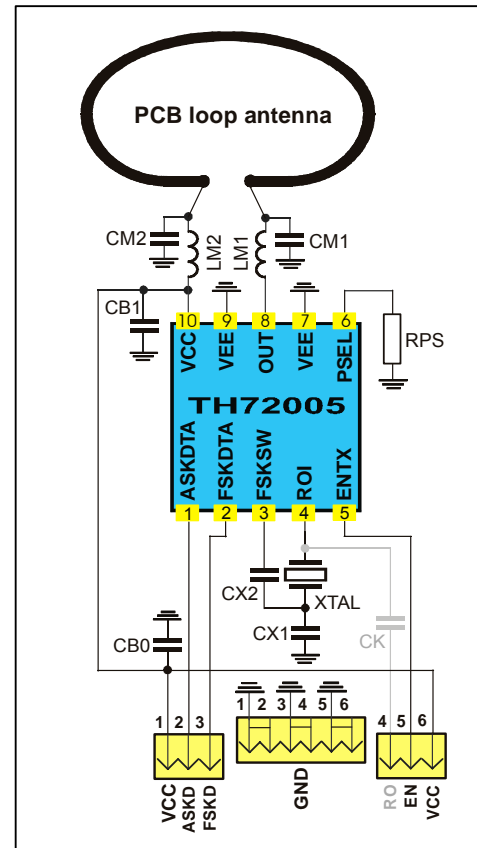 PCB loop antenna
CM2
LM2
LM1
CM1
CB1
10
9
8
7
6
VCC
VEE
OUT
VEE
PSEL
RPS
TH72005
ASKDTA
FSKDTA
FSKSW
ROI
ENTX
1
2
3
4
5
CX2
XTAL
CX1
CK
CB0
1 2 3
1 2 3 4 5 6
4 5 6
VCC
ASKD
FSKD
GND
RO
EN
VCC